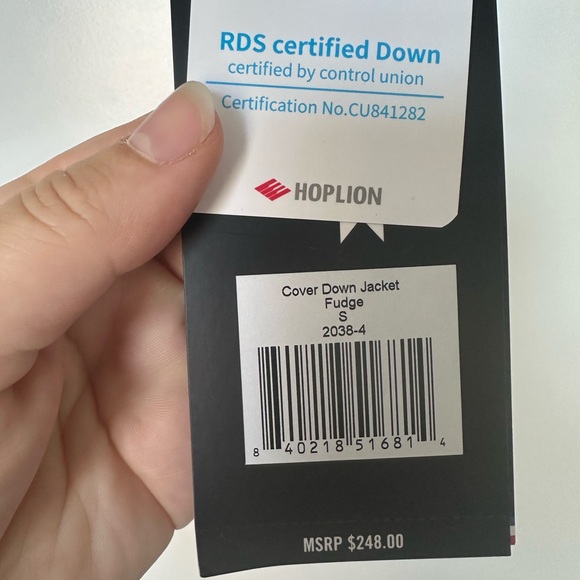 RDS certified Down
certified by control union
Certification No.CU841282
HOPLION
Cover Down Jacket
Fudge
S
2038-4
8 40218 51681 4
MSRP $248.00